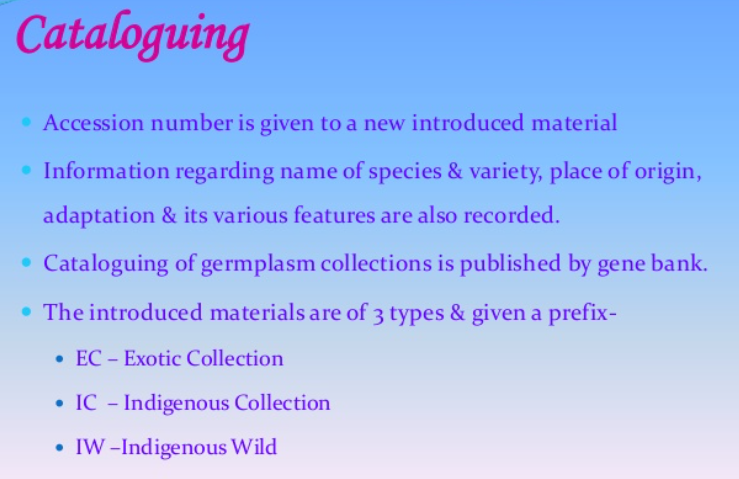 Cataloguing
Accession number is given to a new introduced material
Information regarding name of species & variety, place of origin,
adaptation & its various features are also recorded.
Cataloguing of germplasm collections is published by gene bank.
The introduced materials are of 3 types & given a prefix-
EC – Exotic Collection
IC – Indigenous Collection
IW –Indigenous Wild